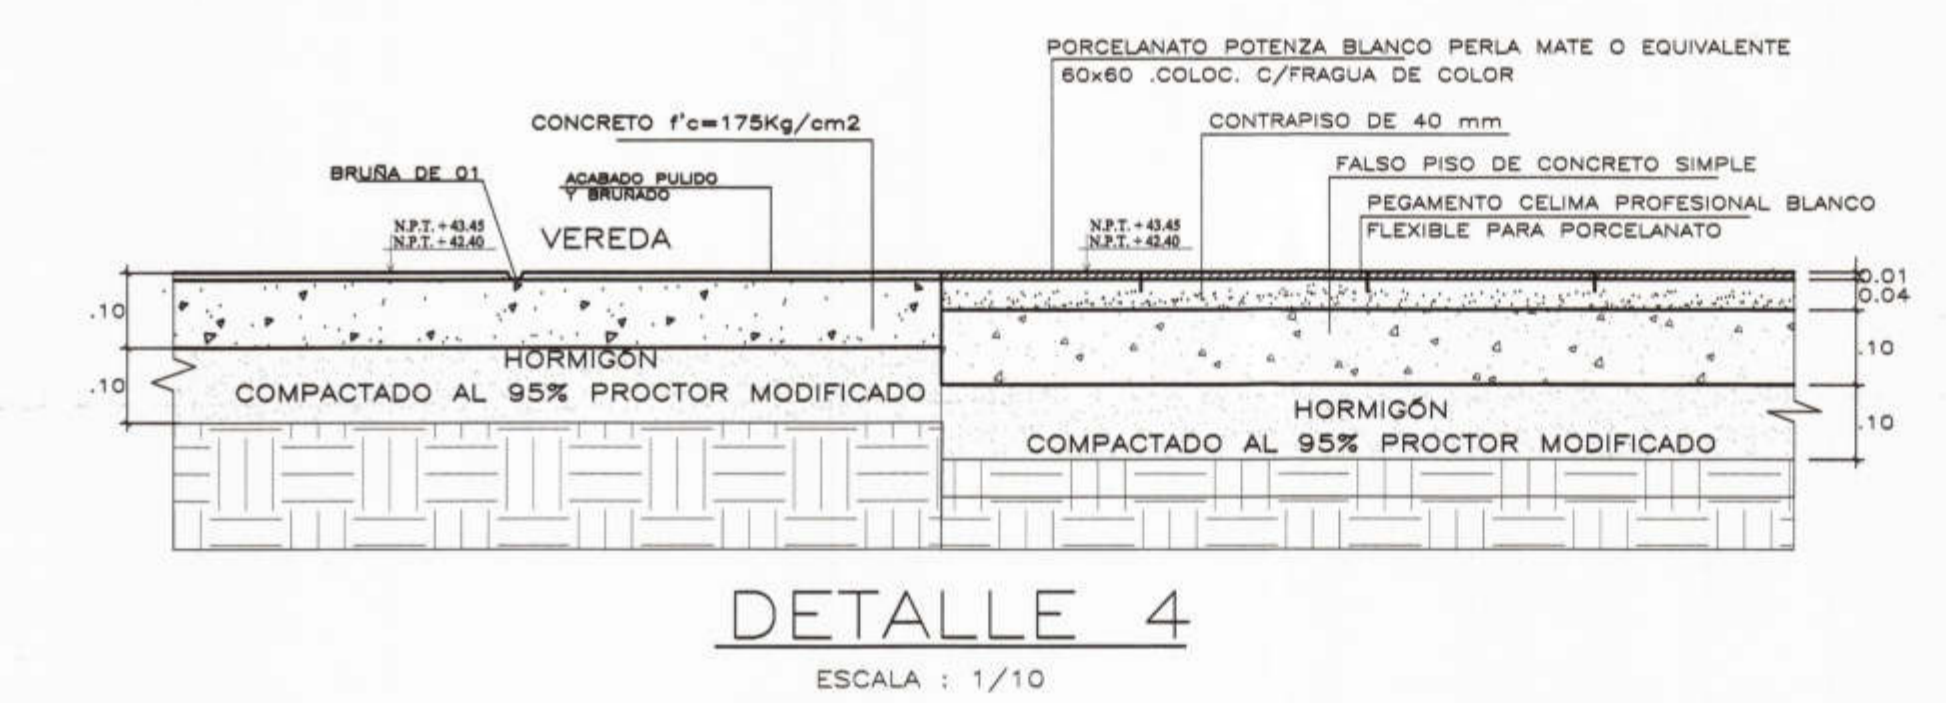 PORCELANATO POTENZA BLANCO PERLA MATE O EQUIVALENTE
60x60 .COLOC. C/FRAGUA DE COLOR
CONCRETO f'c=175Kg/cm2
CONTRAPISO DE 40 mm
BRUÑA DE 01
ACABADO PULIDO
Y BRUÑADO
FALSO PISO DE CONCRETO SIMPLE
PEGAMENTO CELIMA PROFESIONAL BLANCO
FLEXIBLE PARA PORCELANATO
N.P.T. + 43.45
N.P.T. + 42.40
VEREDA
N.P.T. + 43.45
N.P.T. + 42.40
0.01
0.04
.10
.10
HORMIGÓN
COMPACTADO AL 95% PROCTOR MODIFICADO
.10
.10
HORMIGÓN
COMPACTADO AL 95% PROCTOR MODIFICADO
DETALLE 4
ESCALA : 1/10